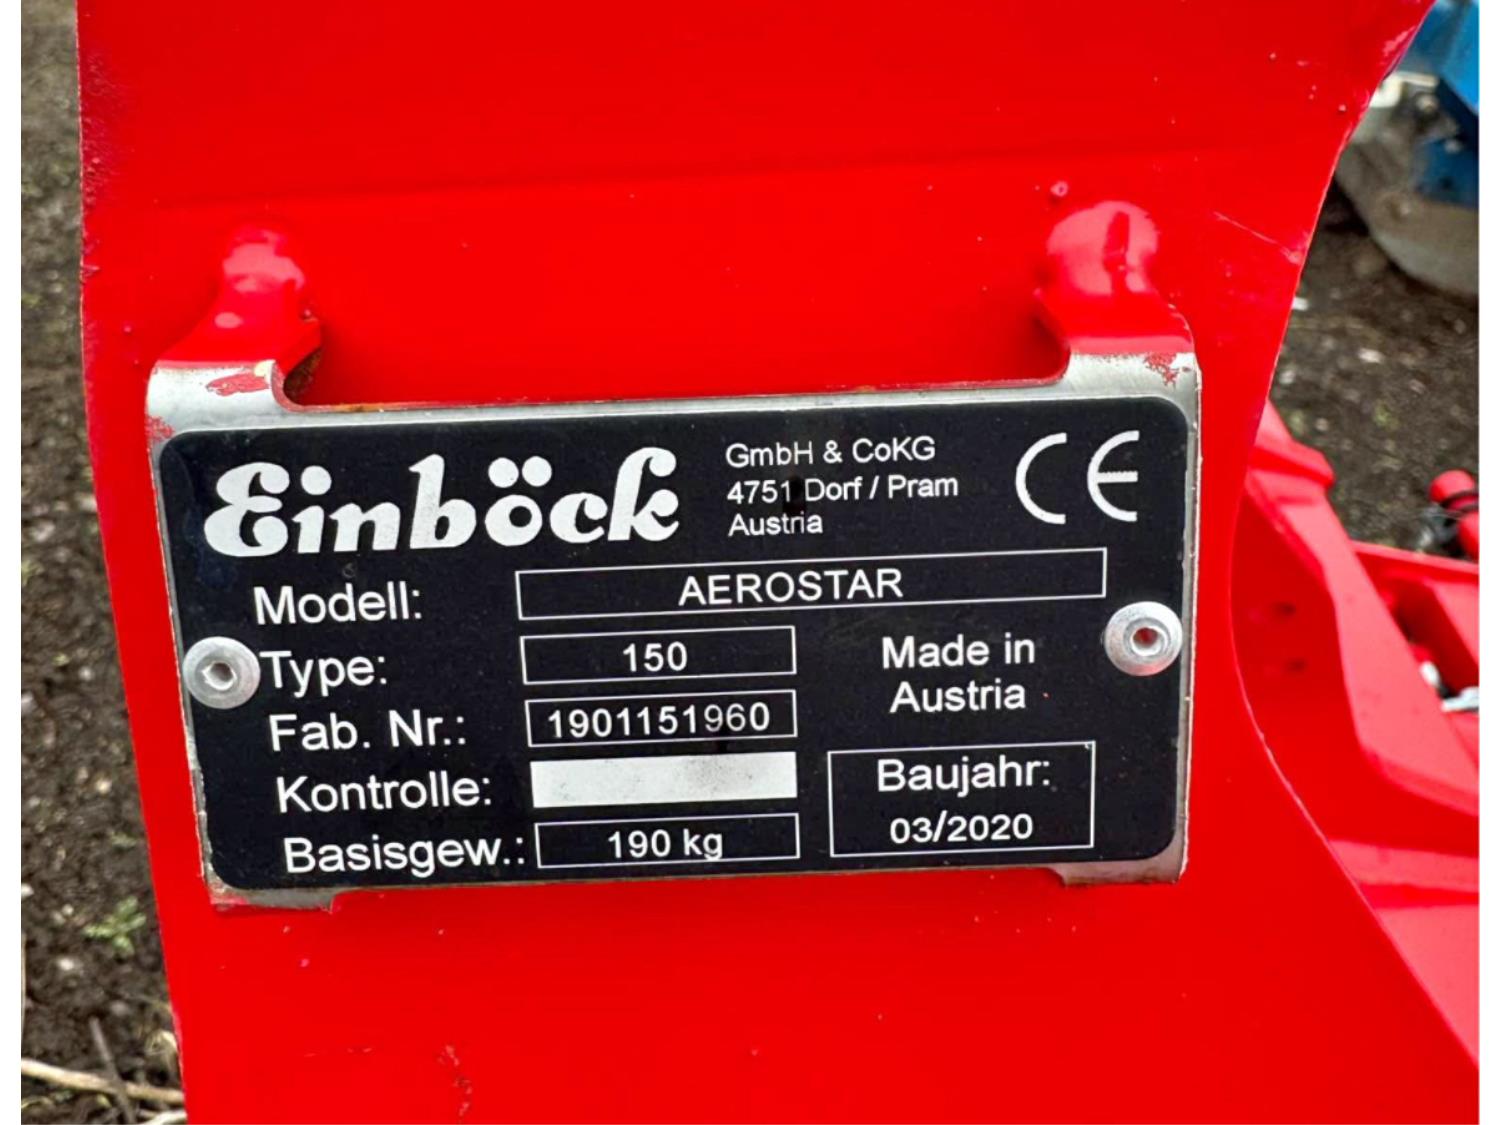 Einböck
GmbH & CoKG
4751 Dorf / Pram
Austria
CE
Modell: AEROSTAR
Type: 150
Made in
Austria
Fab. Nr.: 1901151960
Kontrolle:
Baujahr:
03/2020
Basisgew.: 190 kg